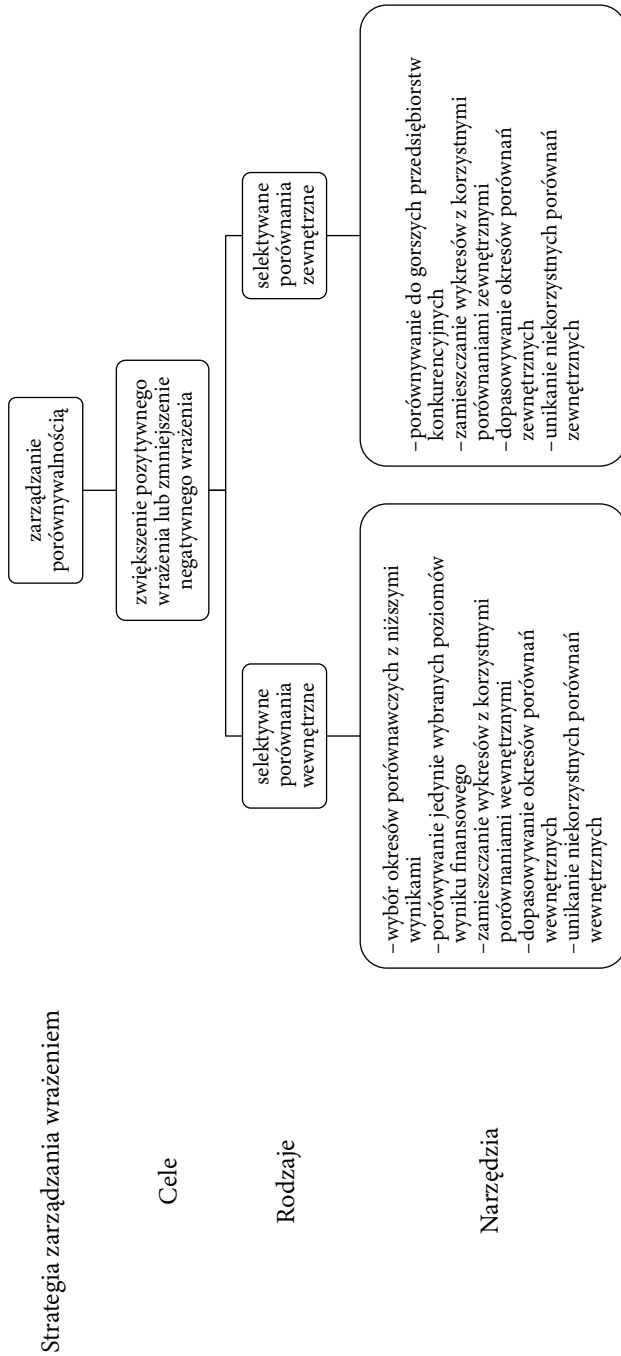 Strategia zarządzania wrażeniem
zarządzanie
porównywalnością
Cele
zwiększenie pozytywnego
wrażenia lub zmniejszenie
negatywnego wrażenia
Rodzaje
selektywne
porównania
wewnętrzne
selektywane
porównania
zewnętrzne
Narzędzia
– wybór okresów porównawczych z niższymi
wynikami
– porówywanie jedynie wybranych poziomów
wyniku finansowego
– zamieszczanie wykresów z korzystnymi
porównaniami wewnętrznymi
– dopasowywanie okresów porównań
wewnętrznych
– unikanie niekorzystnych porównań
wewnętrznych
– porównywanie do gorszych przedsiębiorstw
konkurencyjnych
– zamieszczanie wykresów z korzystnymi
porównaniami zewnętrznymi
– dopasowywanie okresów porównań
zewnętrznych
– unikanie niekorzystnych porównań
zewnętrznych